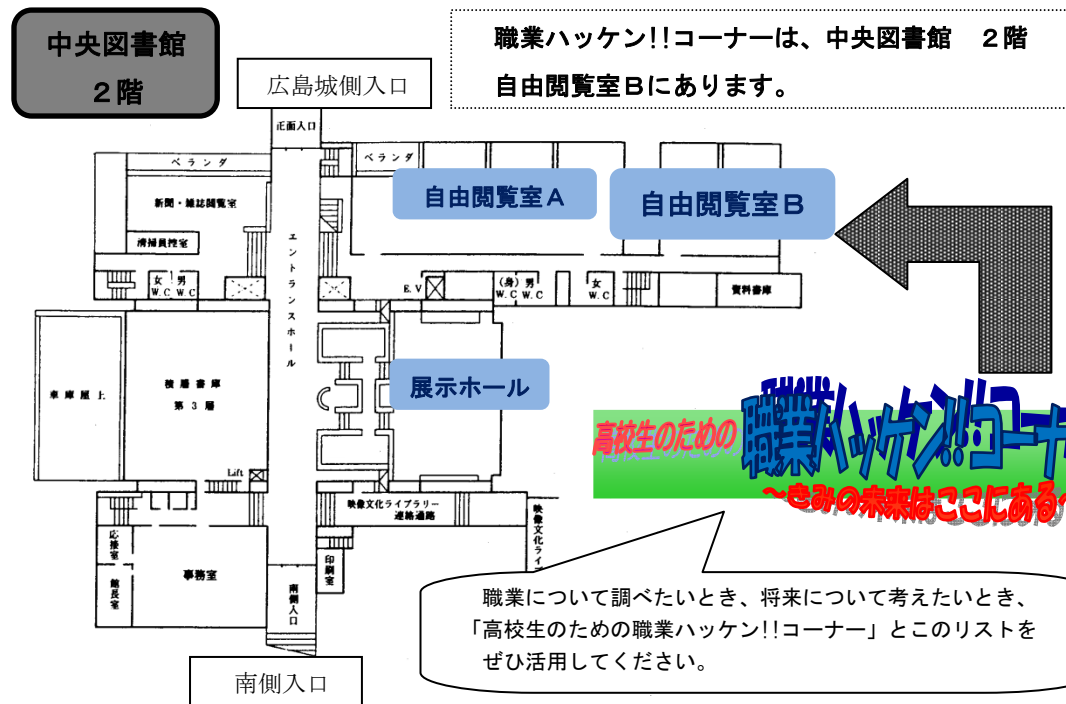 中央図書館
2階
職業ハッケン!!コーナーは、中央図書館　2階
自由閲覧室Bにあります。
広島城側入口
正面入口
ベランダ
ベランダ
新聞・雑誌閲覧室
自由閲覧室A
自由閲覧室B
清掃員控室
エントランスホール
女 男
W.C W.C
E.V
(身) 男
W.C W.C
女
W.C
資料書庫
車庫屋上
積層書庫
第3層
展示ホール
高校生のための
職業ハッケン!!コーナ
～きみの未来はここにある～
Lift
映像文化ライブラリー
連絡通路
映像文化ライブ
応接室
館長室
事務室
印刷室
南側入口
職業について調べたいとき、将来について考えたいとき、
「高校生のための職業ハッケン!!コーナー」とこのリストを
ぜひ活用してください。
南側入口